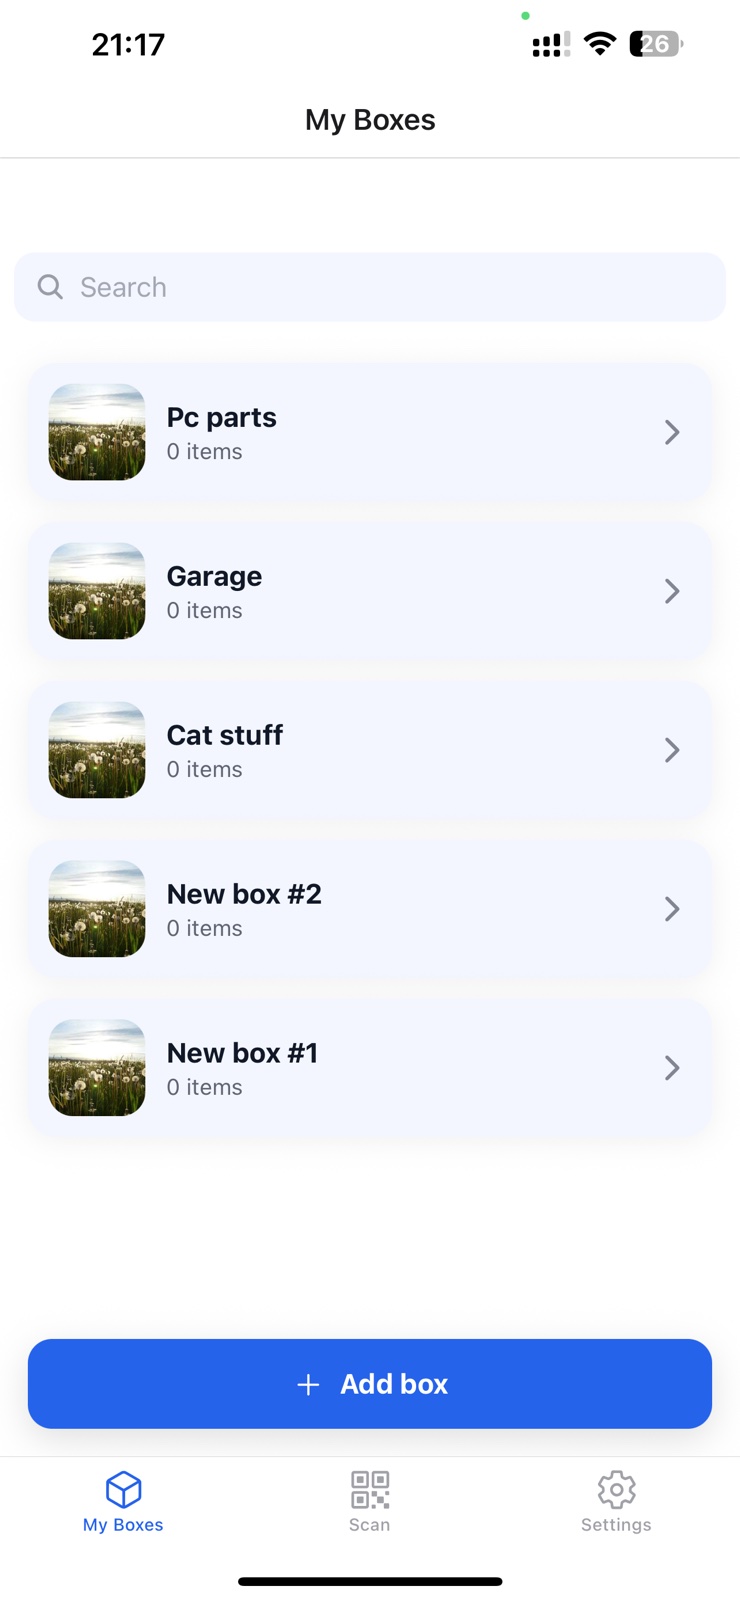 21:17
26
My Boxes
Search
Pc parts
0 items
Garage
0 items
Cat stuff
0 items
New box #2
0 items
New box #1
0 items
Add box
My Boxes
Scan
Settings